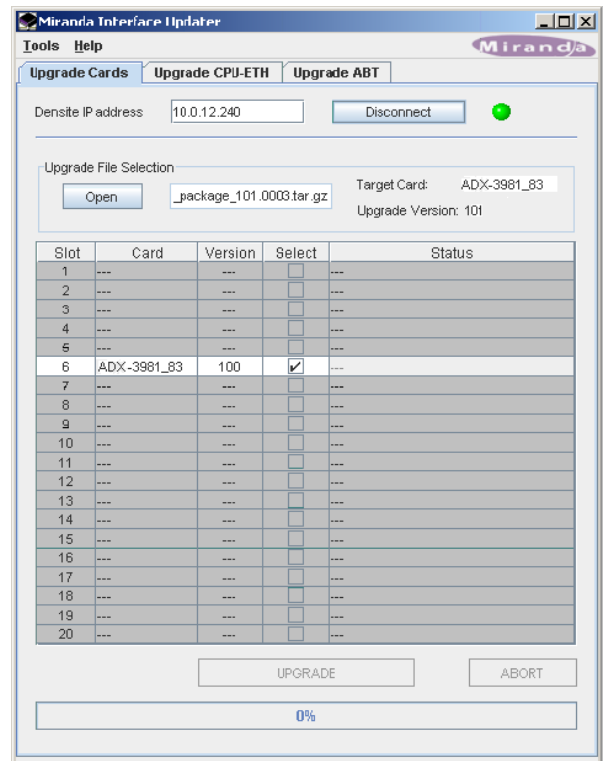 Miranda Interface Updater
Tools Help
Miranda
Upgrade Cards Upgrade CPU-ETH Upgrade ABT
Densite IP address 10.0.12.240 Disconnect
Upgrade File Selection
Open _package_101.0003.tar.gz Target Card: ADX-3981_83
Upgrade Version: 101
Slot Card Version Select Status
1 --- --- ---
2 --- --- ---
3 --- --- ---
4 --- --- ---
5 --- --- ---
6 ADX-3981_83 100 ✔ ---
7 --- --- ---
8 --- --- ---
9 --- --- ---
10 --- --- ---
11 --- --- ---
12 --- --- ---
13 --- --- ---
14 --- --- ---
15 --- --- ---
16 --- --- ---
17 --- --- ---
18 --- --- ---
19 --- --- ---
20 --- --- ---
UPGRADE ABORT
0%